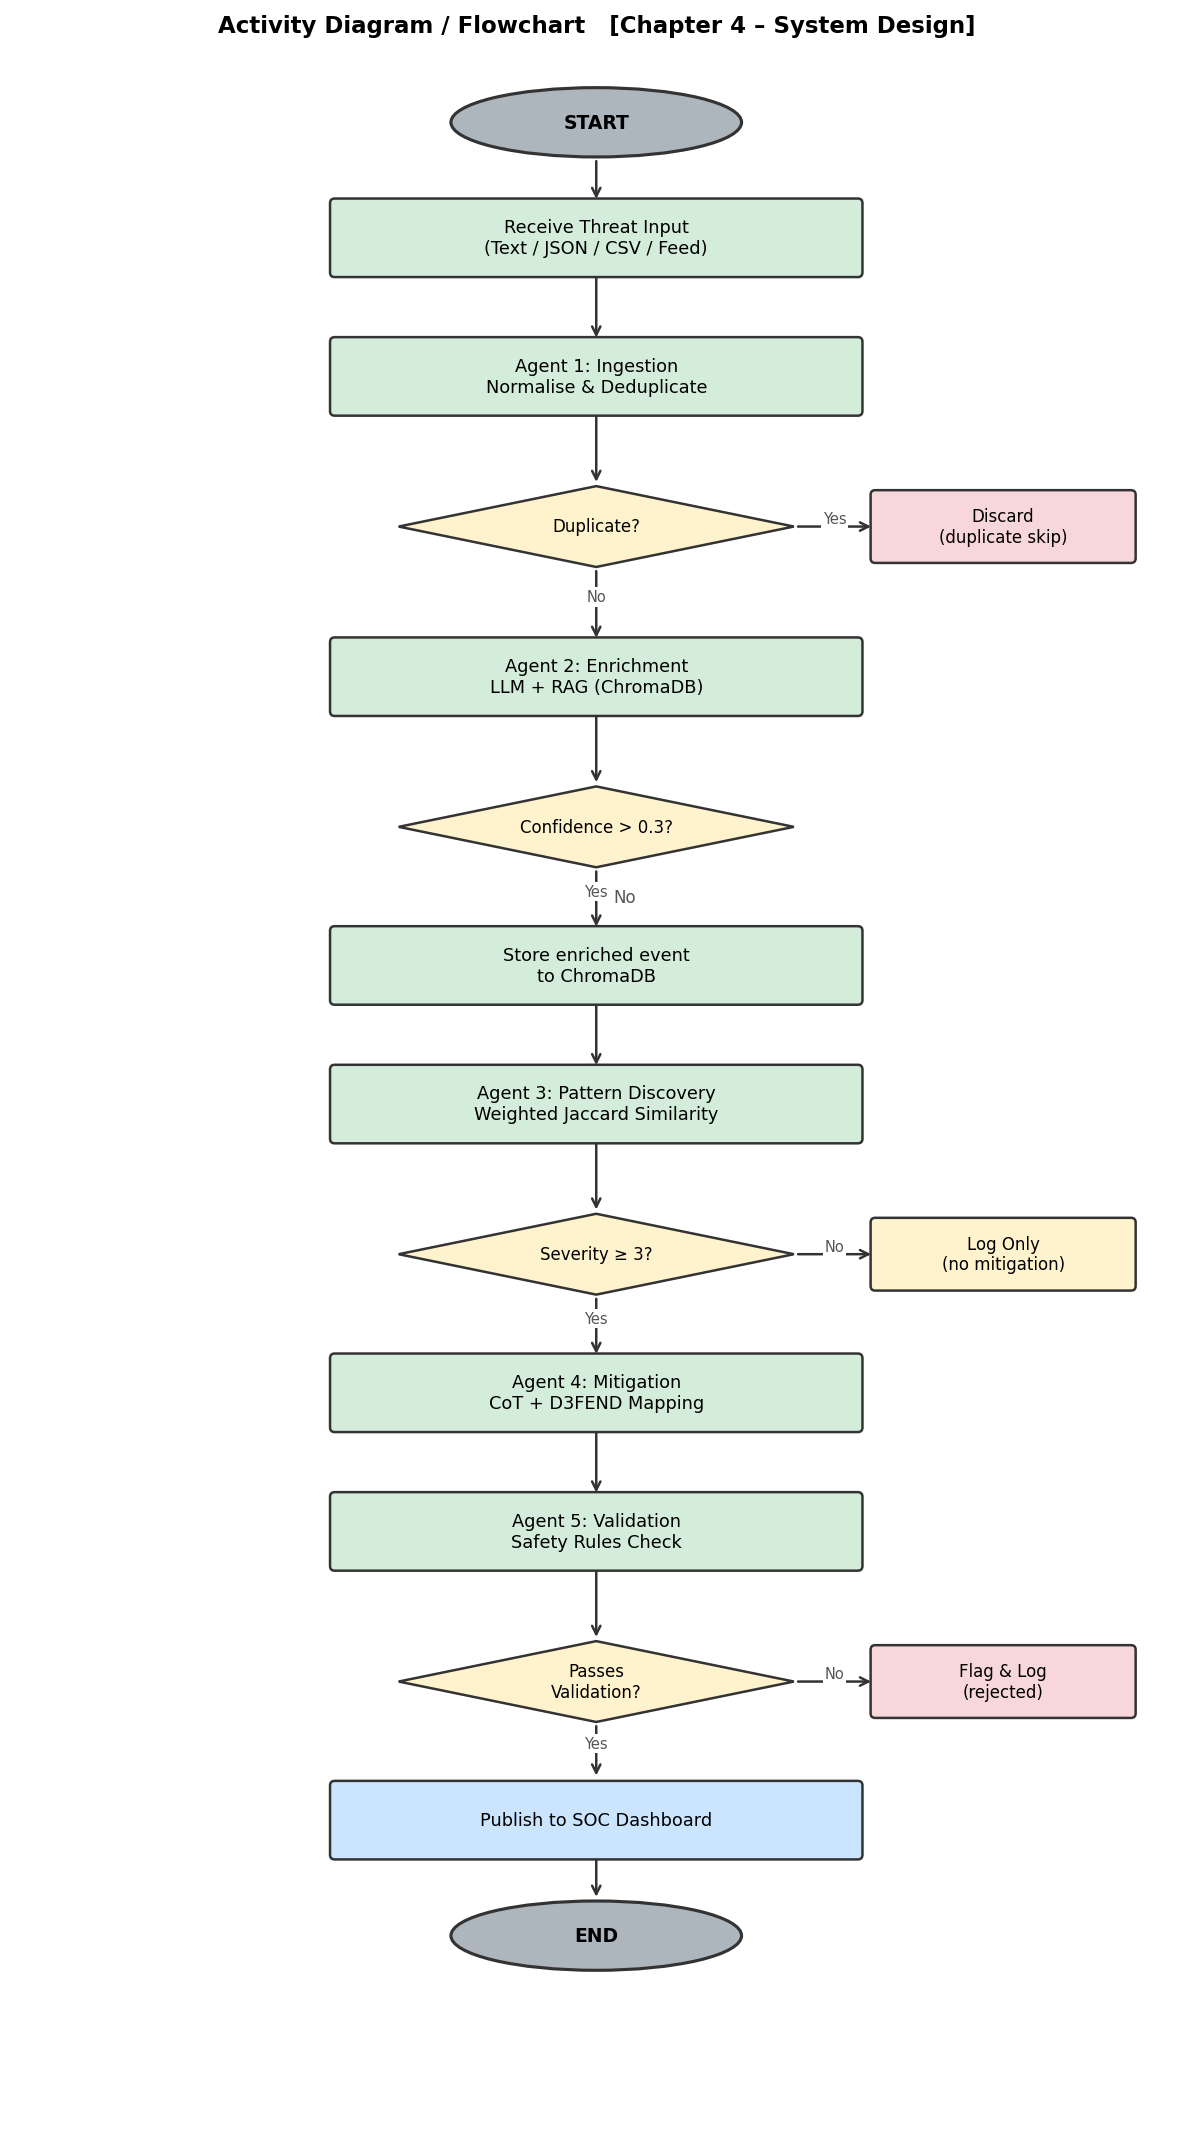 Activity Diagram / Flowchart   [Chapter 4 – System Design]
START
Receive Threat Input
(Text / JSON / CSV / Feed)
Agent 1: Ingestion
Normalise & Deduplicate
Duplicate?
Yes
Discard
(duplicate skip)
No
Agent 2: Enrichment
LLM + RAG (ChromaDB)
Confidence > 0.3?
Yes
No
Store enriched event
to ChromaDB
Agent 3: Pattern Discovery
Weighted Jaccard Similarity
Severity ≥ 3?
No
Log Only
(no mitigation)
Yes
Agent 4: Mitigation
CoT + D3FEND Mapping
Agent 5: Validation
Safety Rules Check
Passes
Validation?
No
Flag & Log
(rejected)
Yes
Publish to SOC Dashboard
END